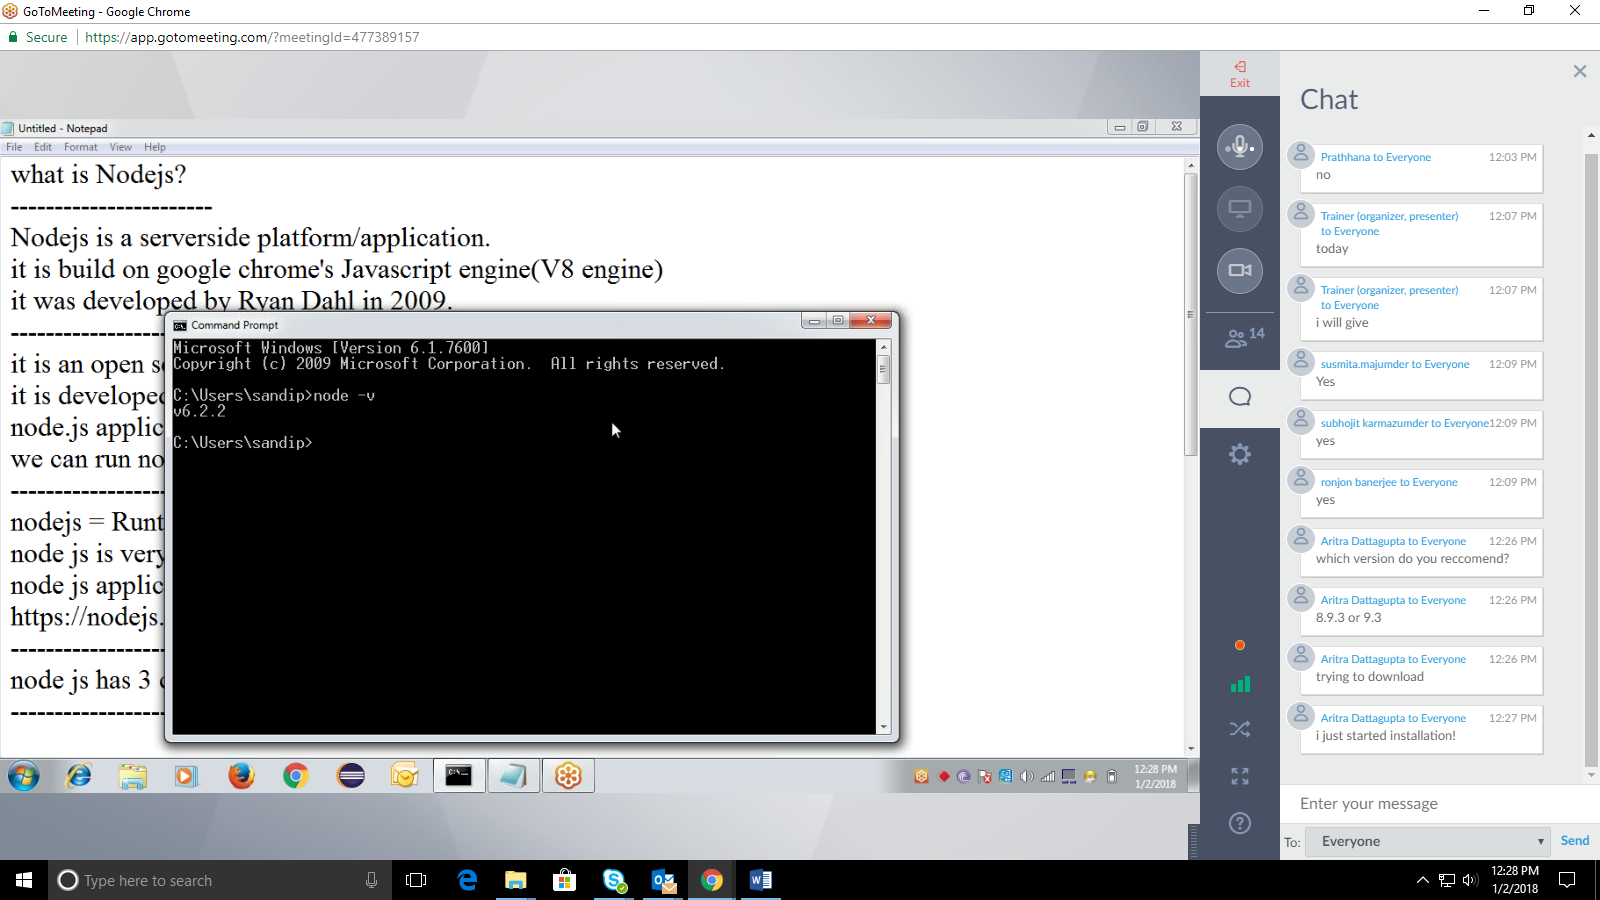 GoToMeeting - Google Chrome
Secure https://app.gotomeeting.com/?meetingId=477389157
Untitled - Notepad
File Edit Format View Help
what is Nodejs?
-----------------------
Nodejs is a serverside platform/application.
it is build on google chrome's Javascript engine(V8 engine)
it was developed by Ryan Dahl in 2009.
it is an open
it is developed
node.js applic
we can run no
nodejs = Runt
node js is very
node js applic
https://nodejs.
node js has 3
Command Prompt
Microsoft Windows [Version 6.1.7600]
Copyright (c) 2009 Microsoft Corporation. All rights reserved.
C:\Users\sandip>node -v
v6.2.2
C:\Users\sandip>
12:28 PM
1/2/2018
Exit
14
Chat
Prathhana to Everyone 12:03 PM
no
Trainer (organizer, presenter) 12:07 PM
to Everyone
today
Trainer (organizer, presenter) 12:07 PM
to Everyone
i will give
susmita.majumder to Everyone 12:09 PM
Yes
subhojit karmazumder to Everyone 12:09 PM
yes
ronjon banerjee to Everyone 12:09 PM
yes
Aritra Dattagupta to Everyone 12:26 PM
which version do you reccomend?
Aritra Dattagupta to Everyone 12:26 PM
8.9.3 or 9.3
Aritra Dattagupta to Everyone 12:26 PM
trying to download
Aritra Dattagupta to Everyone 12:27 PM
i just started installation!
Enter your message
To: Everyone Send
Type here to search
12:28 PM
1/2/2018